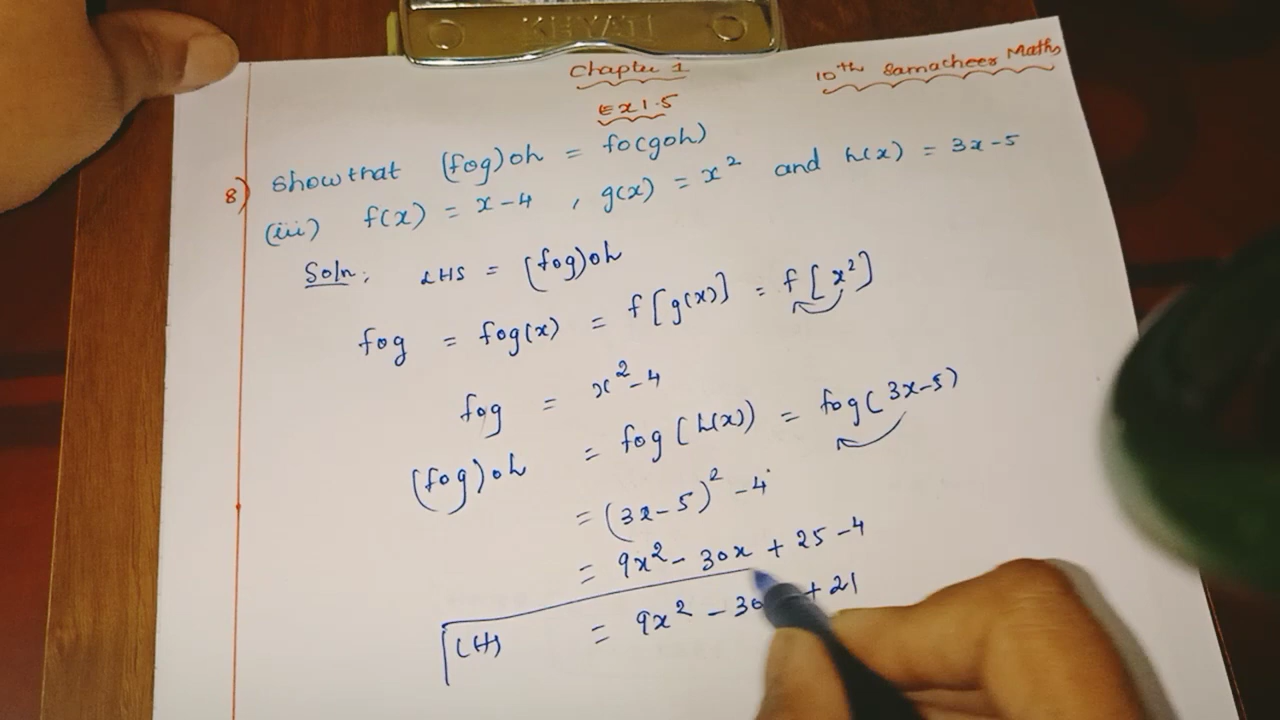 KHYATI
Chapter 1
10th Samacheer Maths
Ex 1.5
8) Show that (fog)oh = fo(goh)
(iii) f(x) = x-4 , g(x) = x² and h(x) = 3x-5
Soln: LHS = (fog)oh
fog = fog(x) = f[g(x)] = f[x²]
fog = x²-4
(fog)oh = fog(h(x)) = fog(3x-5)
= (3x-5)² -4
= 9x² - 30x + 25 -4
LHS = 9x² - 30 + 21